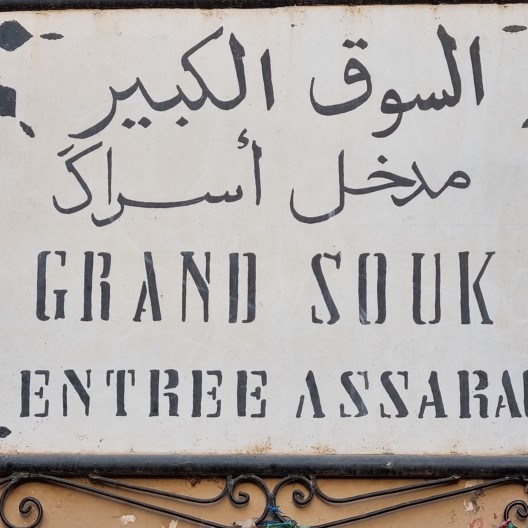 السوق الكبير
مدخل أسراگَ
GRAND SOUK
ENTREE ASSARA